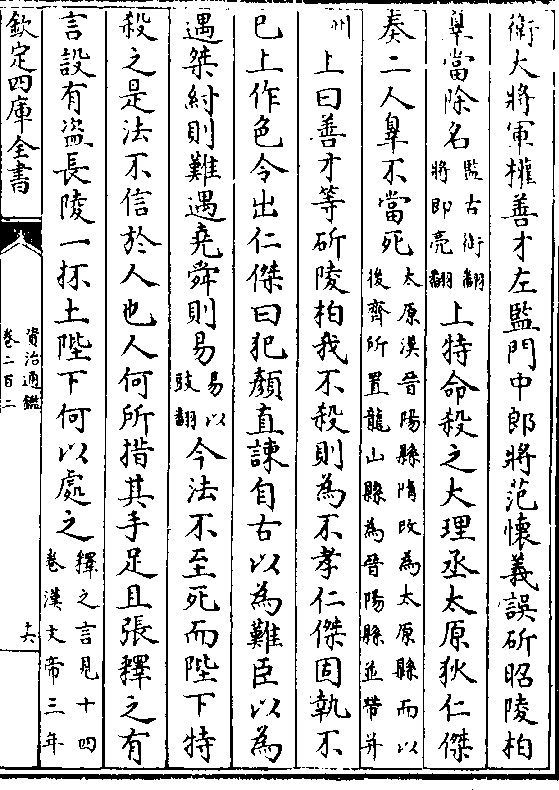 衛大將軍權善才左監門中郎將范懷義誤斫昭陵柏
辠當除名監古銜翻將即亮翻上特命殺之大理丞太原狄仁傑
奏二人辠不當死太原漢晉陽縣隋改為太原縣而以後齊所置龍山縣為晉陽縣並帶并
州上曰善才等斫陵柏我不殺則為不孝仁傑固執不
已上作色令出仁傑曰犯顏直諫自古以為難臣以為
遇桀紂則難遇堯舜則易易以豉翻今法不至死而陛下特
殺之是法不信於人也人何所措其手足且張釋之有
言設有盜長陵一抔土陛下何以處之釋之言見十四卷漢文帝三年
欽定四庫全書
資治通鑑
卷二百二
十六